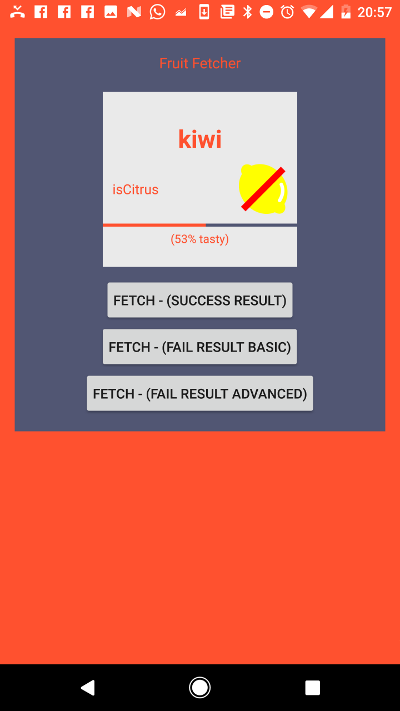 20:57
Fruit Fetcher
kiwi
isCitrus
(53% tasty)
FETCH - (SUCCESS RESULT)
FETCH - (FAIL RESULT BASIC)
FETCH - (FAIL RESULT ADVANCED)